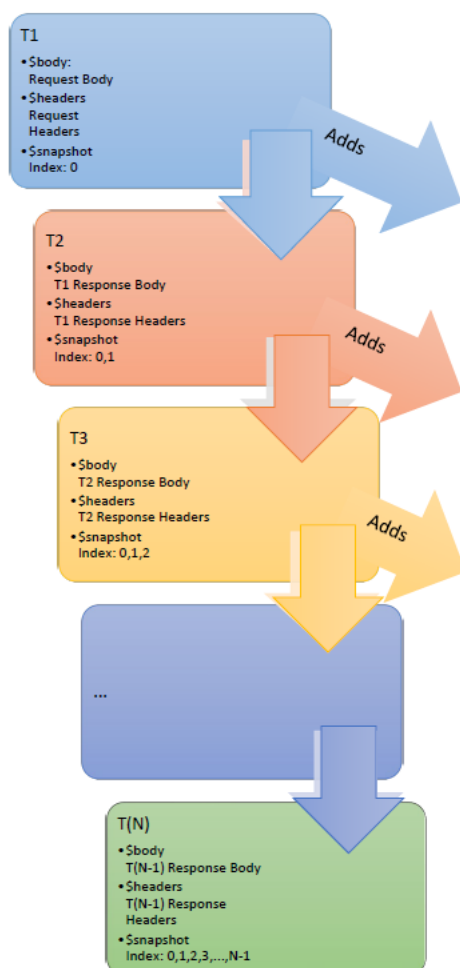 T1
•$body:
Request Body
•$headers
Request
Headers
•$snapshot
Index: 0
Adds
T2
•$body
T1 Response Body
•$headers
T1 Response Headers
•$snapshot
Index: 0,1
Adds
T3
•$body
T2 Response Body
•$headers
T2 Response Headers
•$snapshot
Index: 0,1,2
Adds
...
T(N)
•$body
T(N-1) Response Body
•$headers
T(N-1) Response
Headers
•$snapshot
Index: 0,1,2,3,...,N-1